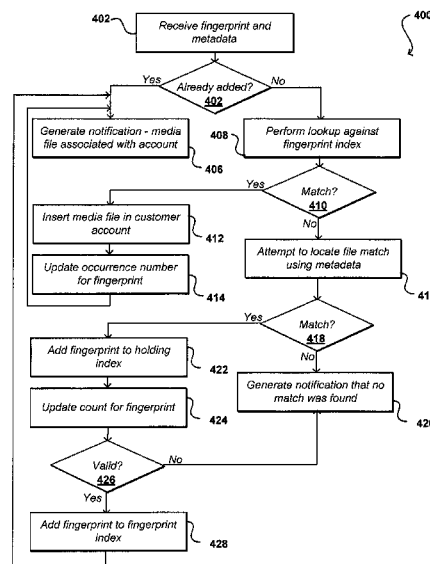 400
402
Receive fingerprint and
metadata
Yes
Already added?
402
No
Generate notification - media
file associated with account
406
408
Perform lookup against
fingerprint index
Yes
Match?
410
No
Insert media file in customer
account
412
Attempt to locate file match
using metadata
Update occurrence number
for fingerprint
414
Yes
Match?
418
No
Add fingerprint to holding
index
422
Generate notification that no
match was found
Update count for fingerprint
424
Valid?
426
No
Yes
Add fingerprint to fingerprint
index
428